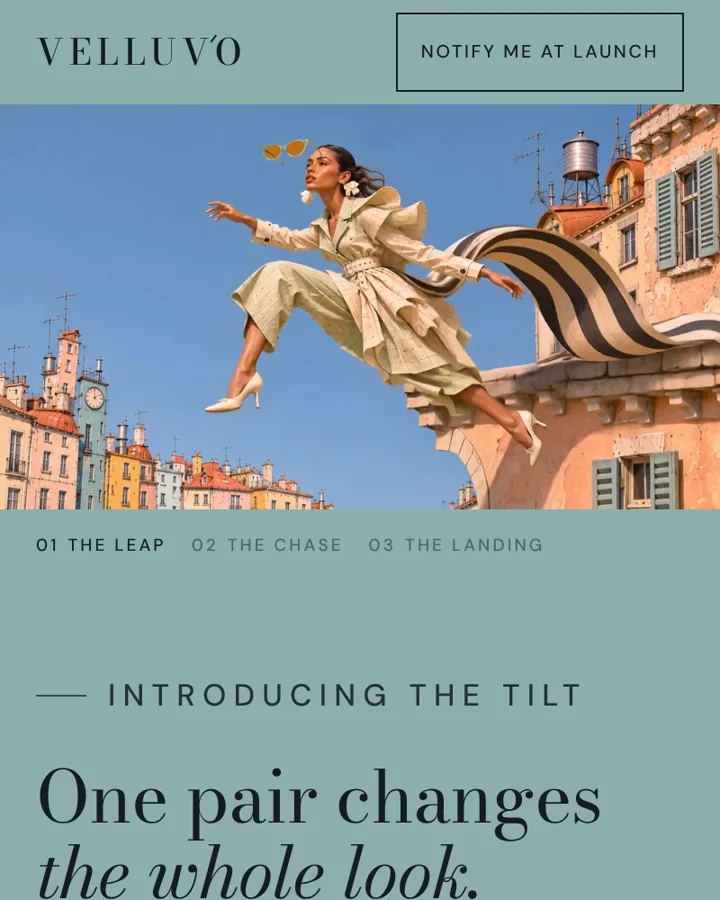 VELLUV'O
NOTIFY ME AT LAUNCH
01 THE LEAP 02 THE CHASE 03 THE LANDING
INTRODUCING THE TILT
One pair changes
the whole look.